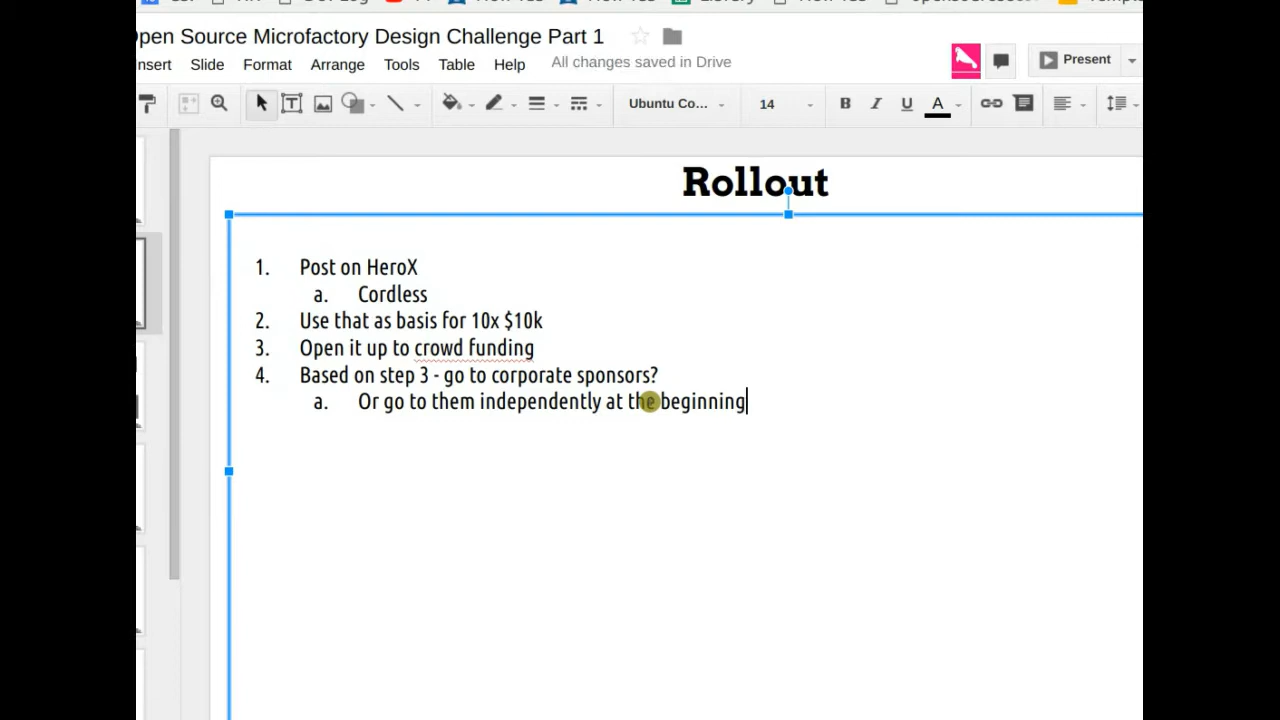 pen Source Microfactory Design Challenge Part 1
nsert Slide Format Arrange Tools Table Help All changes saved in Drive
Present
Ubuntu Co... 14 B I U A
Rollout
1. Post on HeroX
a. Cordless
2. Use that as basis for 10x $10k
3. Open it up to crowd funding
4. Based on step 3 - go to corporate sponsors?
a. Or go to them independently at the beginning